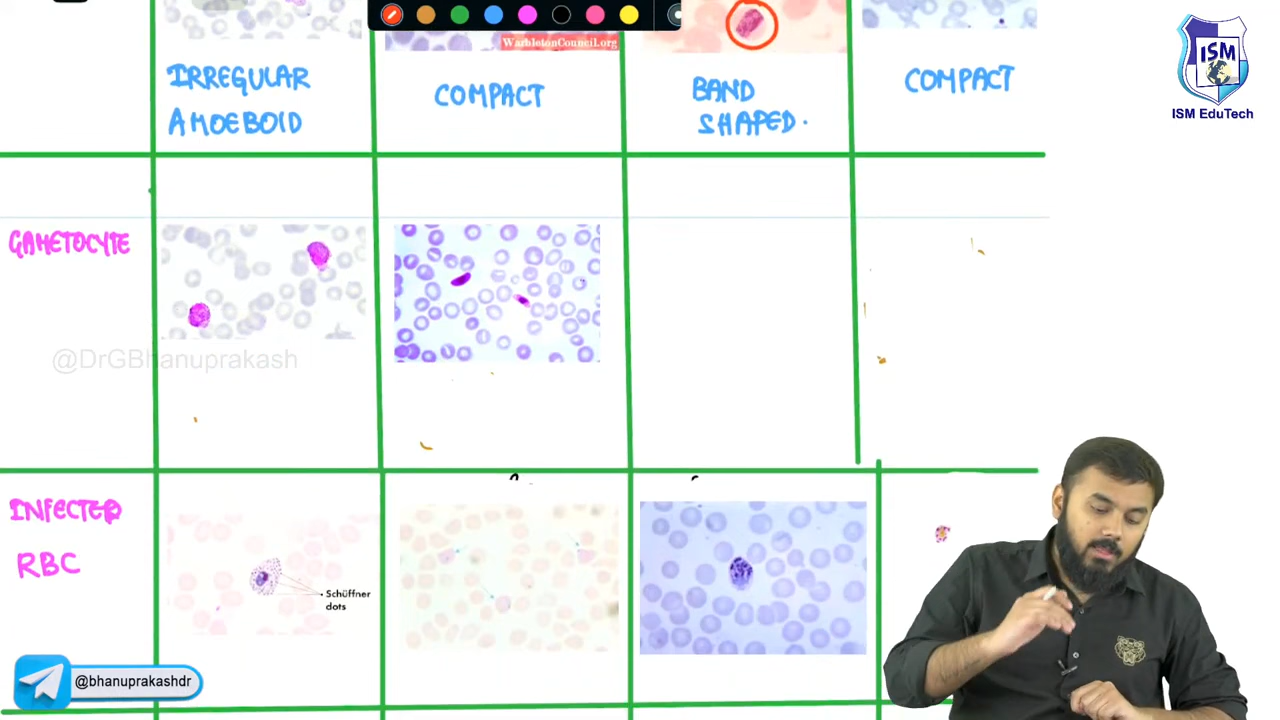 WarbletonCouncil.org
ISM
ISM EduTech
IRREGULAR
AMOEBOID
COMPACT
BAND
SHAPED.
COMPACT
GAMETOCYTE
@DrGBhanuprakash
INFECTED
RBC
Schüffner
dots
@bhanuprakashdr